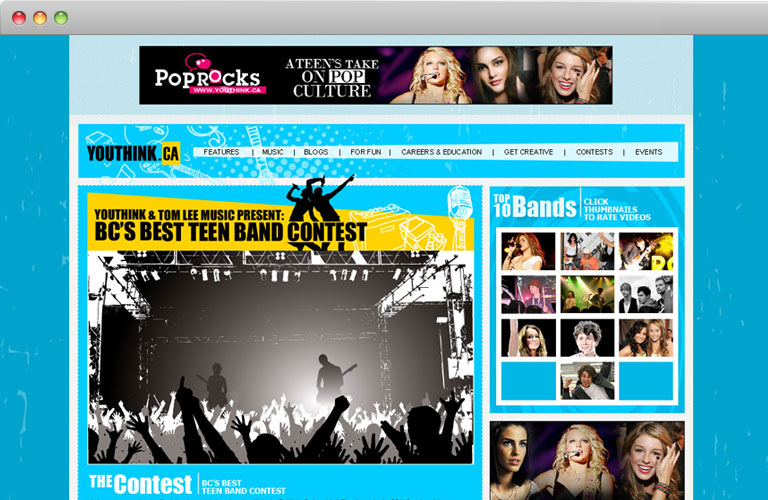 POPROCKS
WWW.YOUTHINK.CA
A TEEN'S TAKE
ON POP
CULTURE
YOUTHINK.CA
FEATURES | MUSIC | BLOGS | FOR FUN | CAREERS & EDUCATION | GET CREATIVE | CONTESTS | EVENTS
YOUTHINK & TOM LEE MUSIC PRESENT:
BC'S BEST TEEN BAND CONTEST
TOP 10 Bands
CLICK
THUMBNAILS
TO RATE VIDEOS
THE Contest
BC'S BEST
TEEN BAND CONTEST